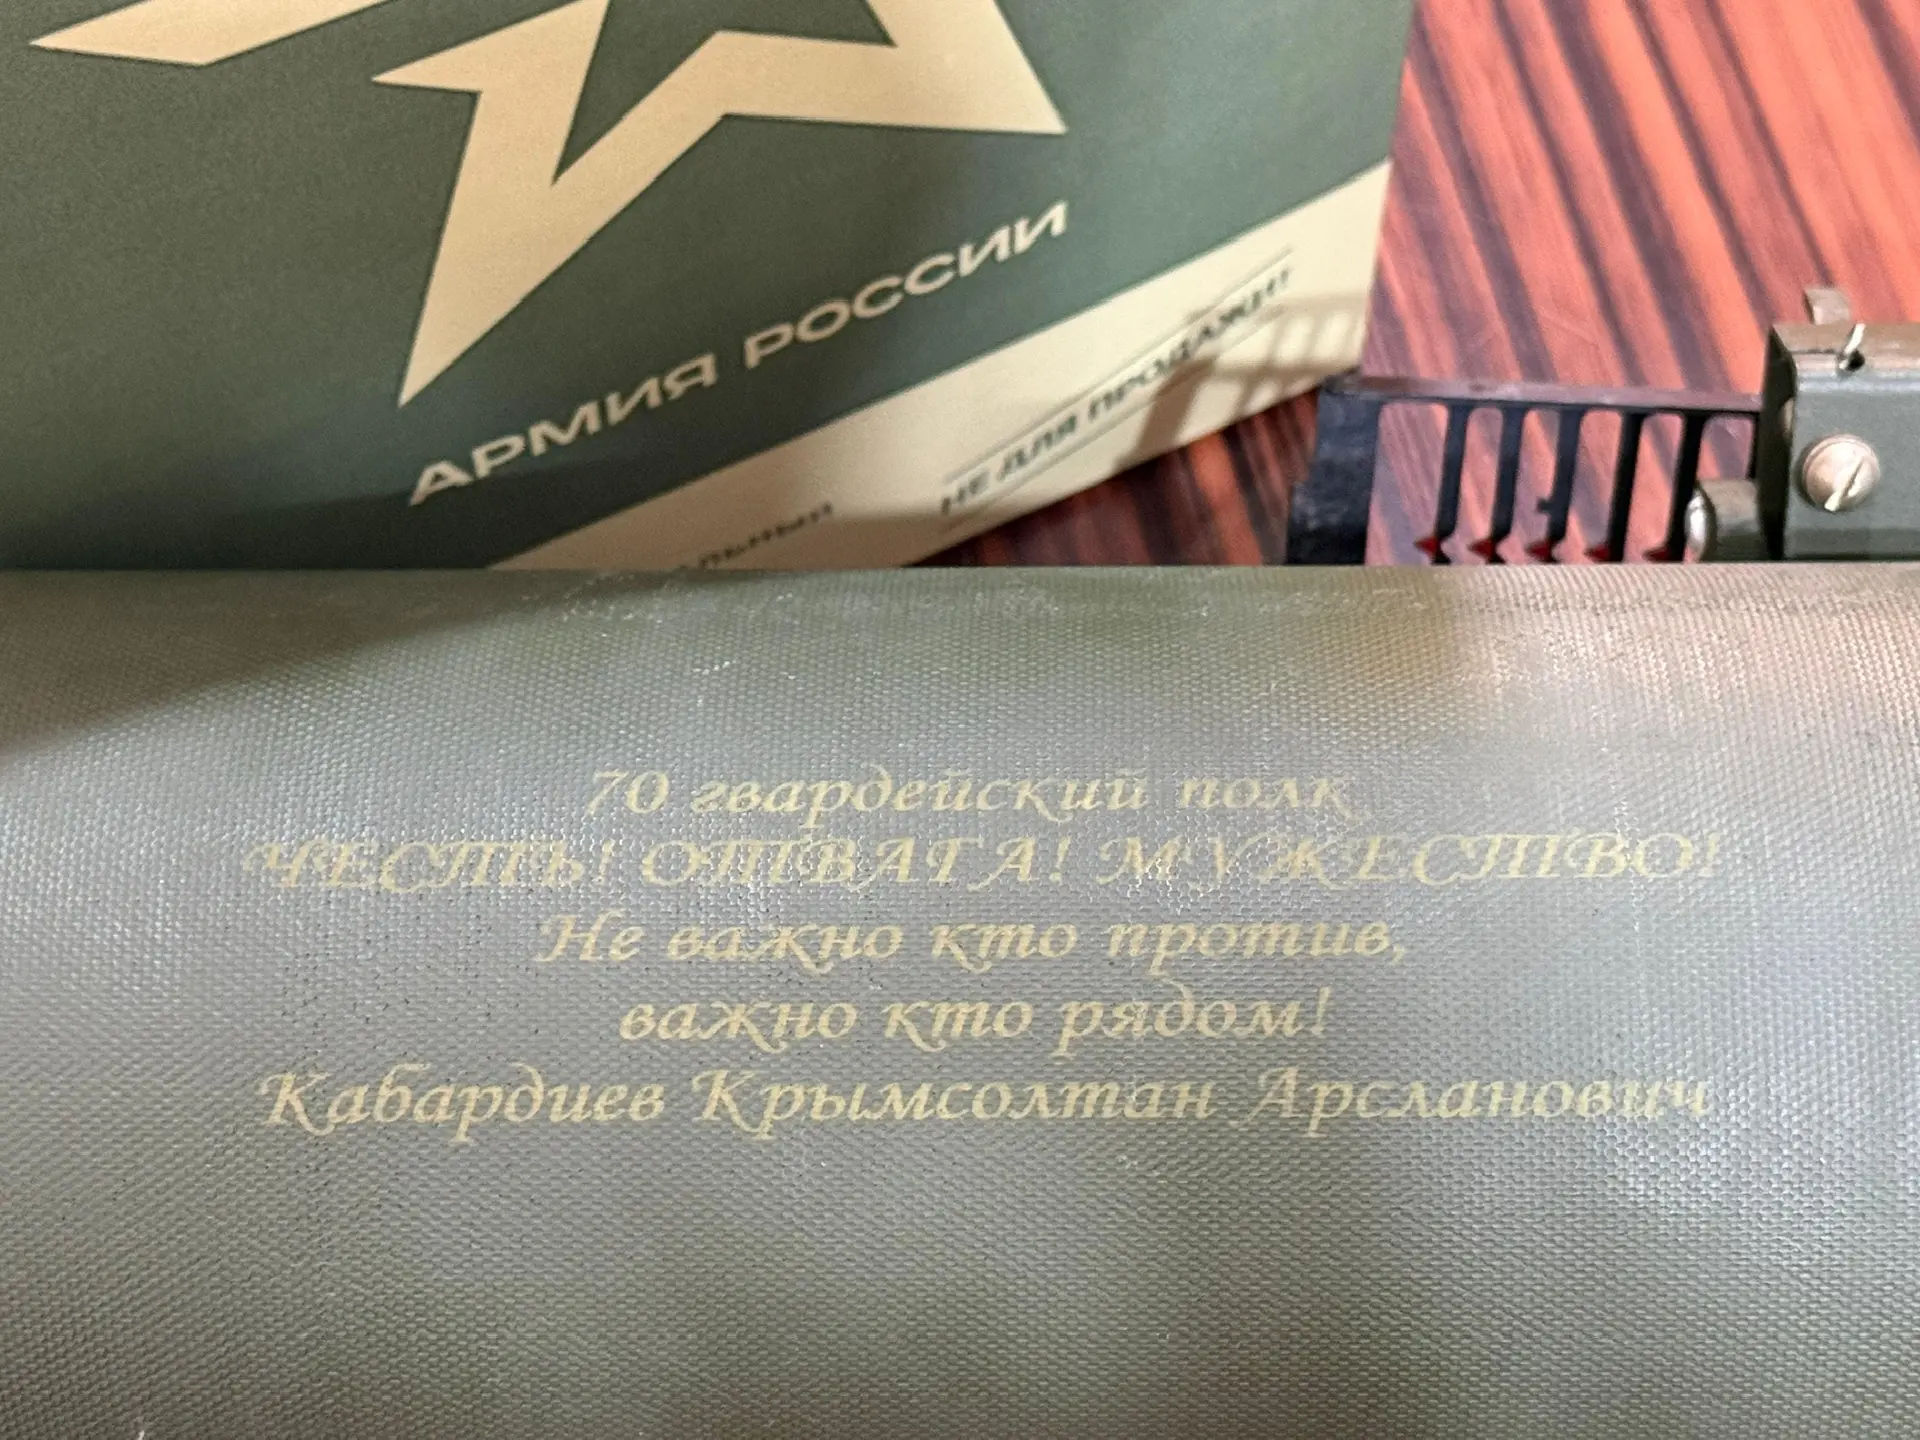 АРМИЯ РОССИИ
НЕ ДЛЯ ПРОДАЖИ!
70 гвардейский полк
ЧЕСТЬ! ОТВАГА! МУЖЕСТВО!
Не важно кто против,
важно кто рядом!
Кабардиев Крымсолтан Арсланович